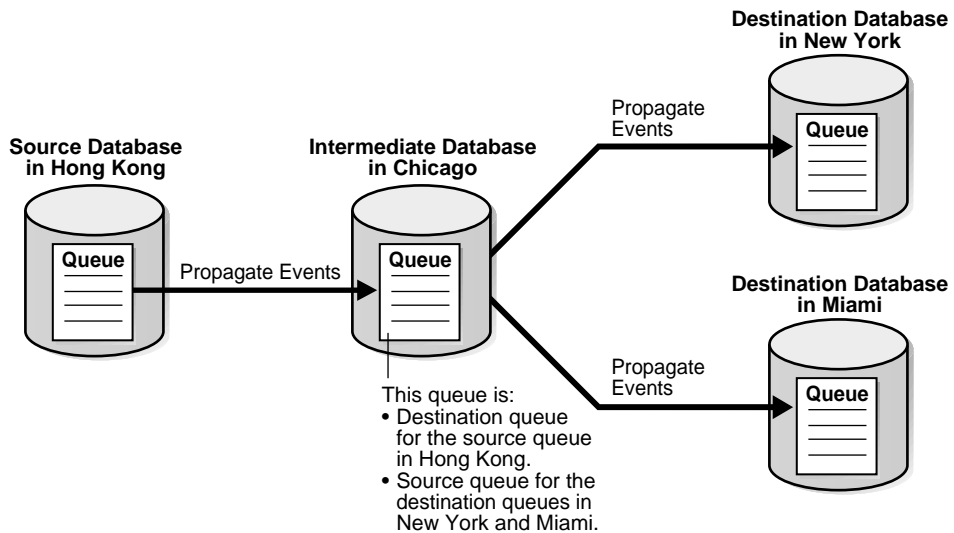 Destination Database
in New York
Propagate
Events
Queue
Source Database
in Hong Kong
Intermediate Database
in Chicago
Queue
Propagate Events
Queue
Destination Database
in Miami
Propagate
Events
Queue
This queue is:
• Destination queue
for the source queue
in Hong Kong.
• Source queue for the
destination queues in
New York and Miami.